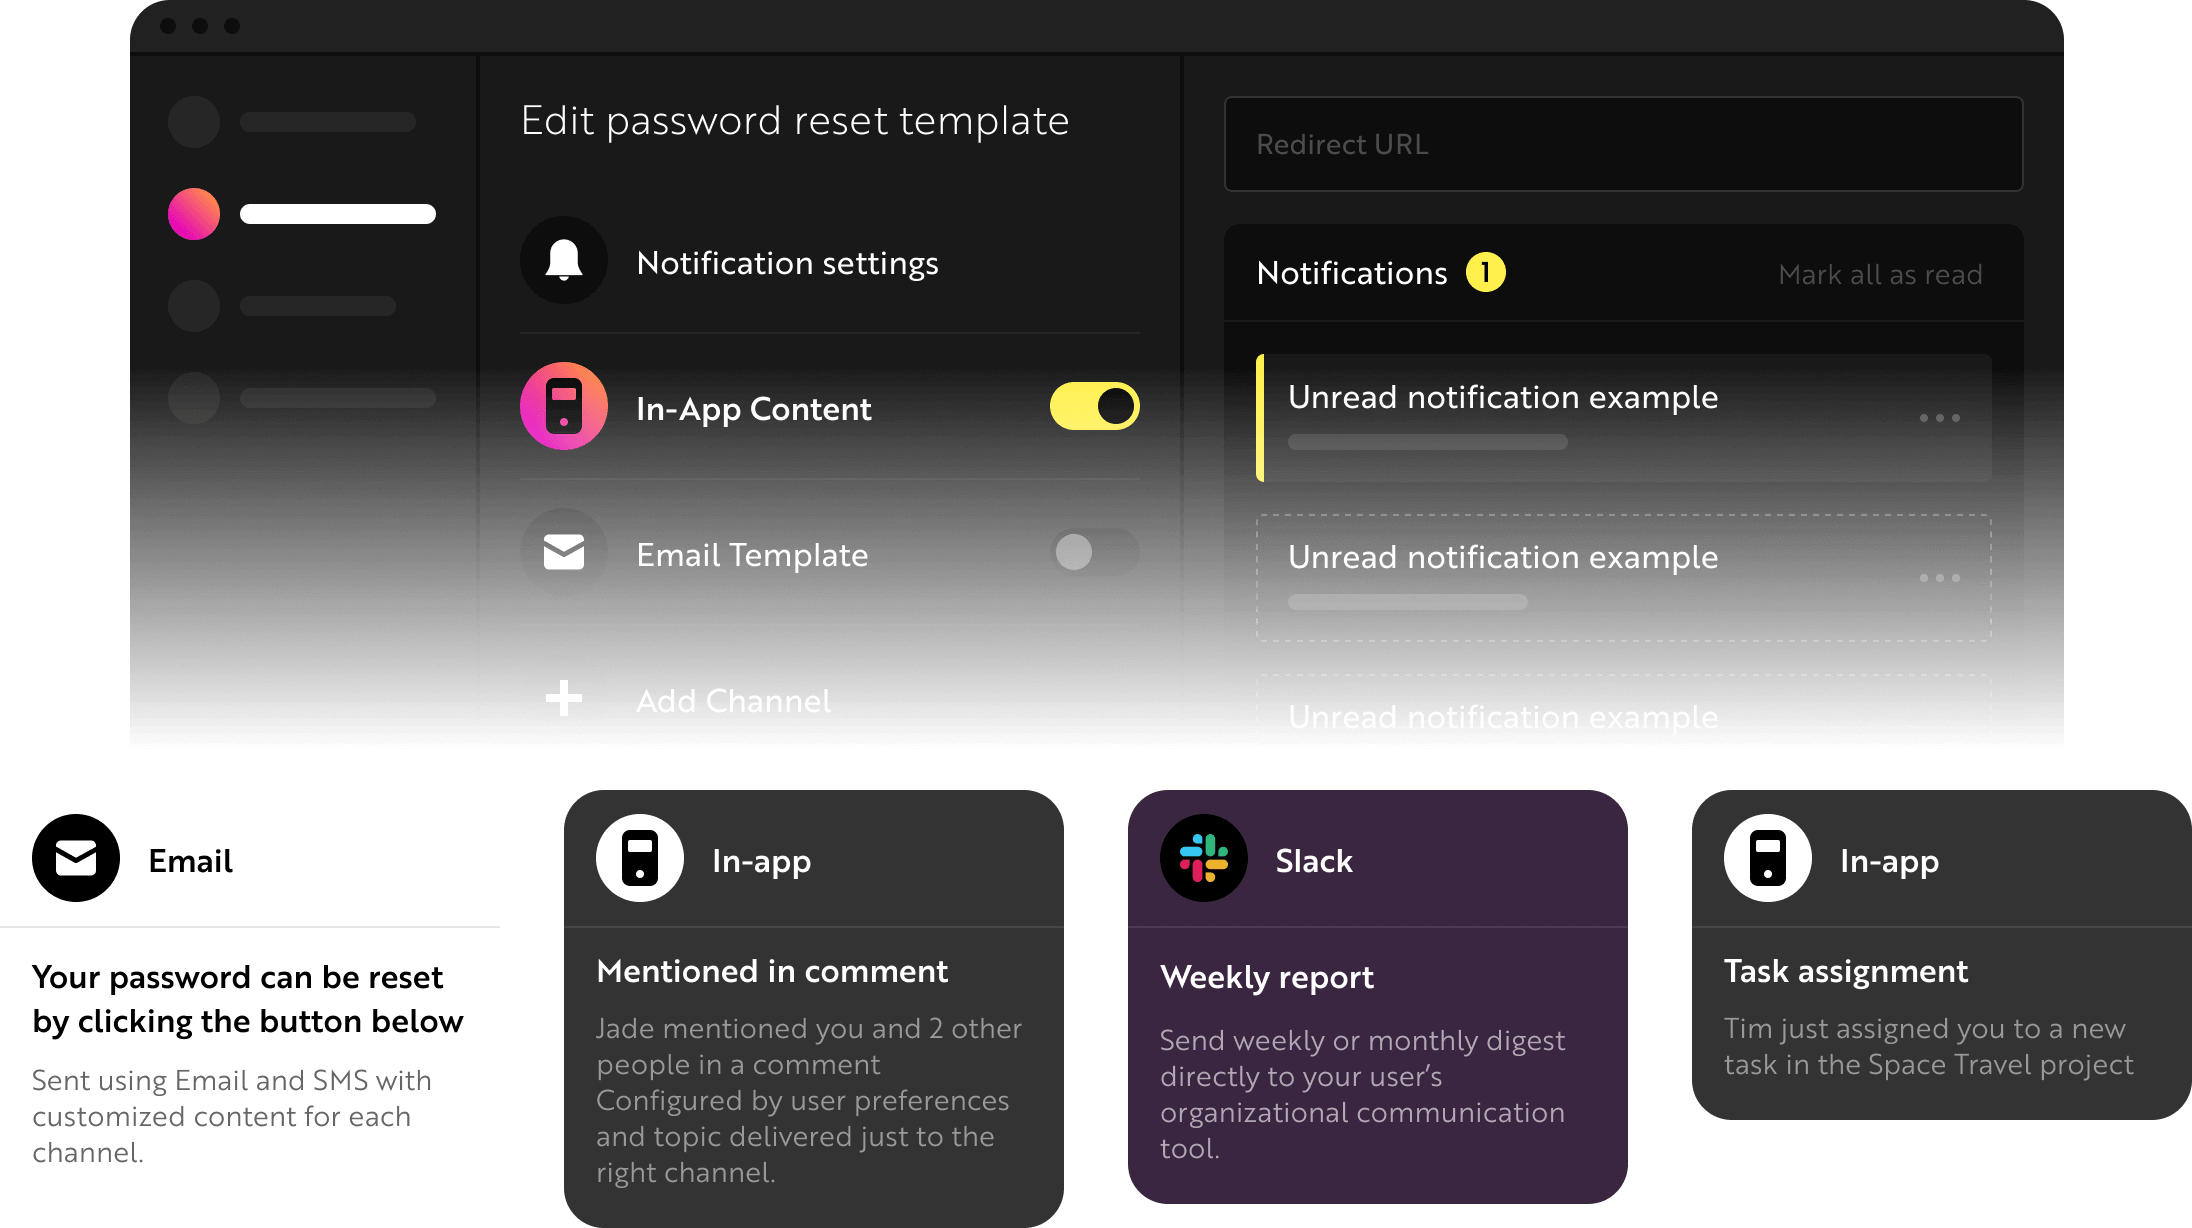 Edit password reset template
Notification settings
In-App Content
Email Template
Add Channel
Redirect URL
Notifications 1
Mark all as read
Unread notification example
Unread notification example
Unread notification example
Email
Your password can be reset
by clicking the button below
Sent using Email and SMS with
customized content for each
channel.
In-app
Mentioned in comment
Jade mentioned you and 2 other
people in a comment
Configured by user preferences
and topic delivered just to the
right channel.
Slack
Weekly report
Send weekly or monthly digest
directly to your user’s
organizational communication
tool.
In-app
Task assignment
Tim just assigned you to a new
task in the Space Travel project